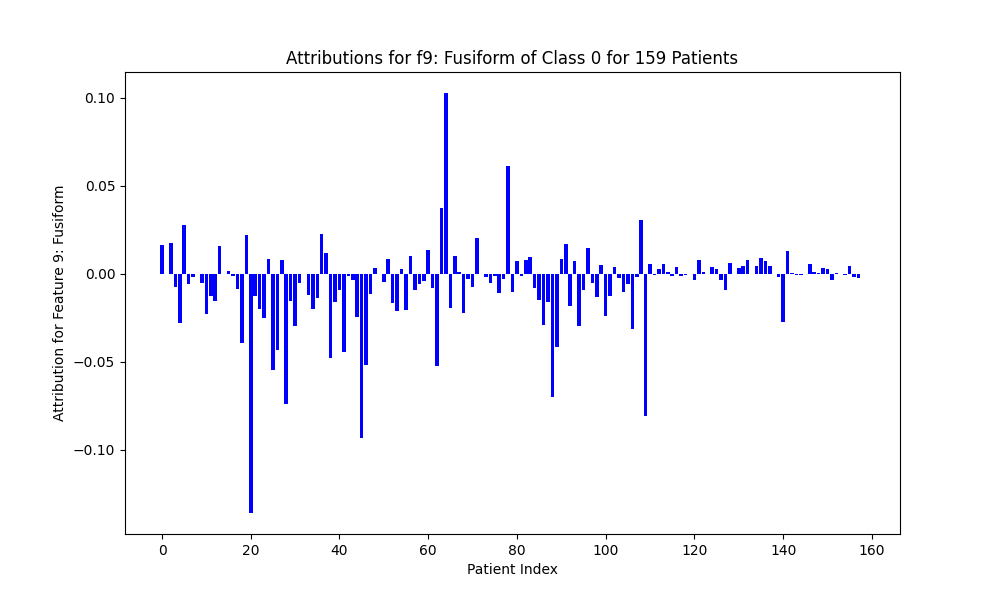 Attributions for f9: Fusiform of Class 0 for 159 Patients
Attribution for Feature 9: Fusiform
0.10
0.05
0.00
−0.05
−0.10
0 20 40 60 80 100 120 140 160
Patient Index